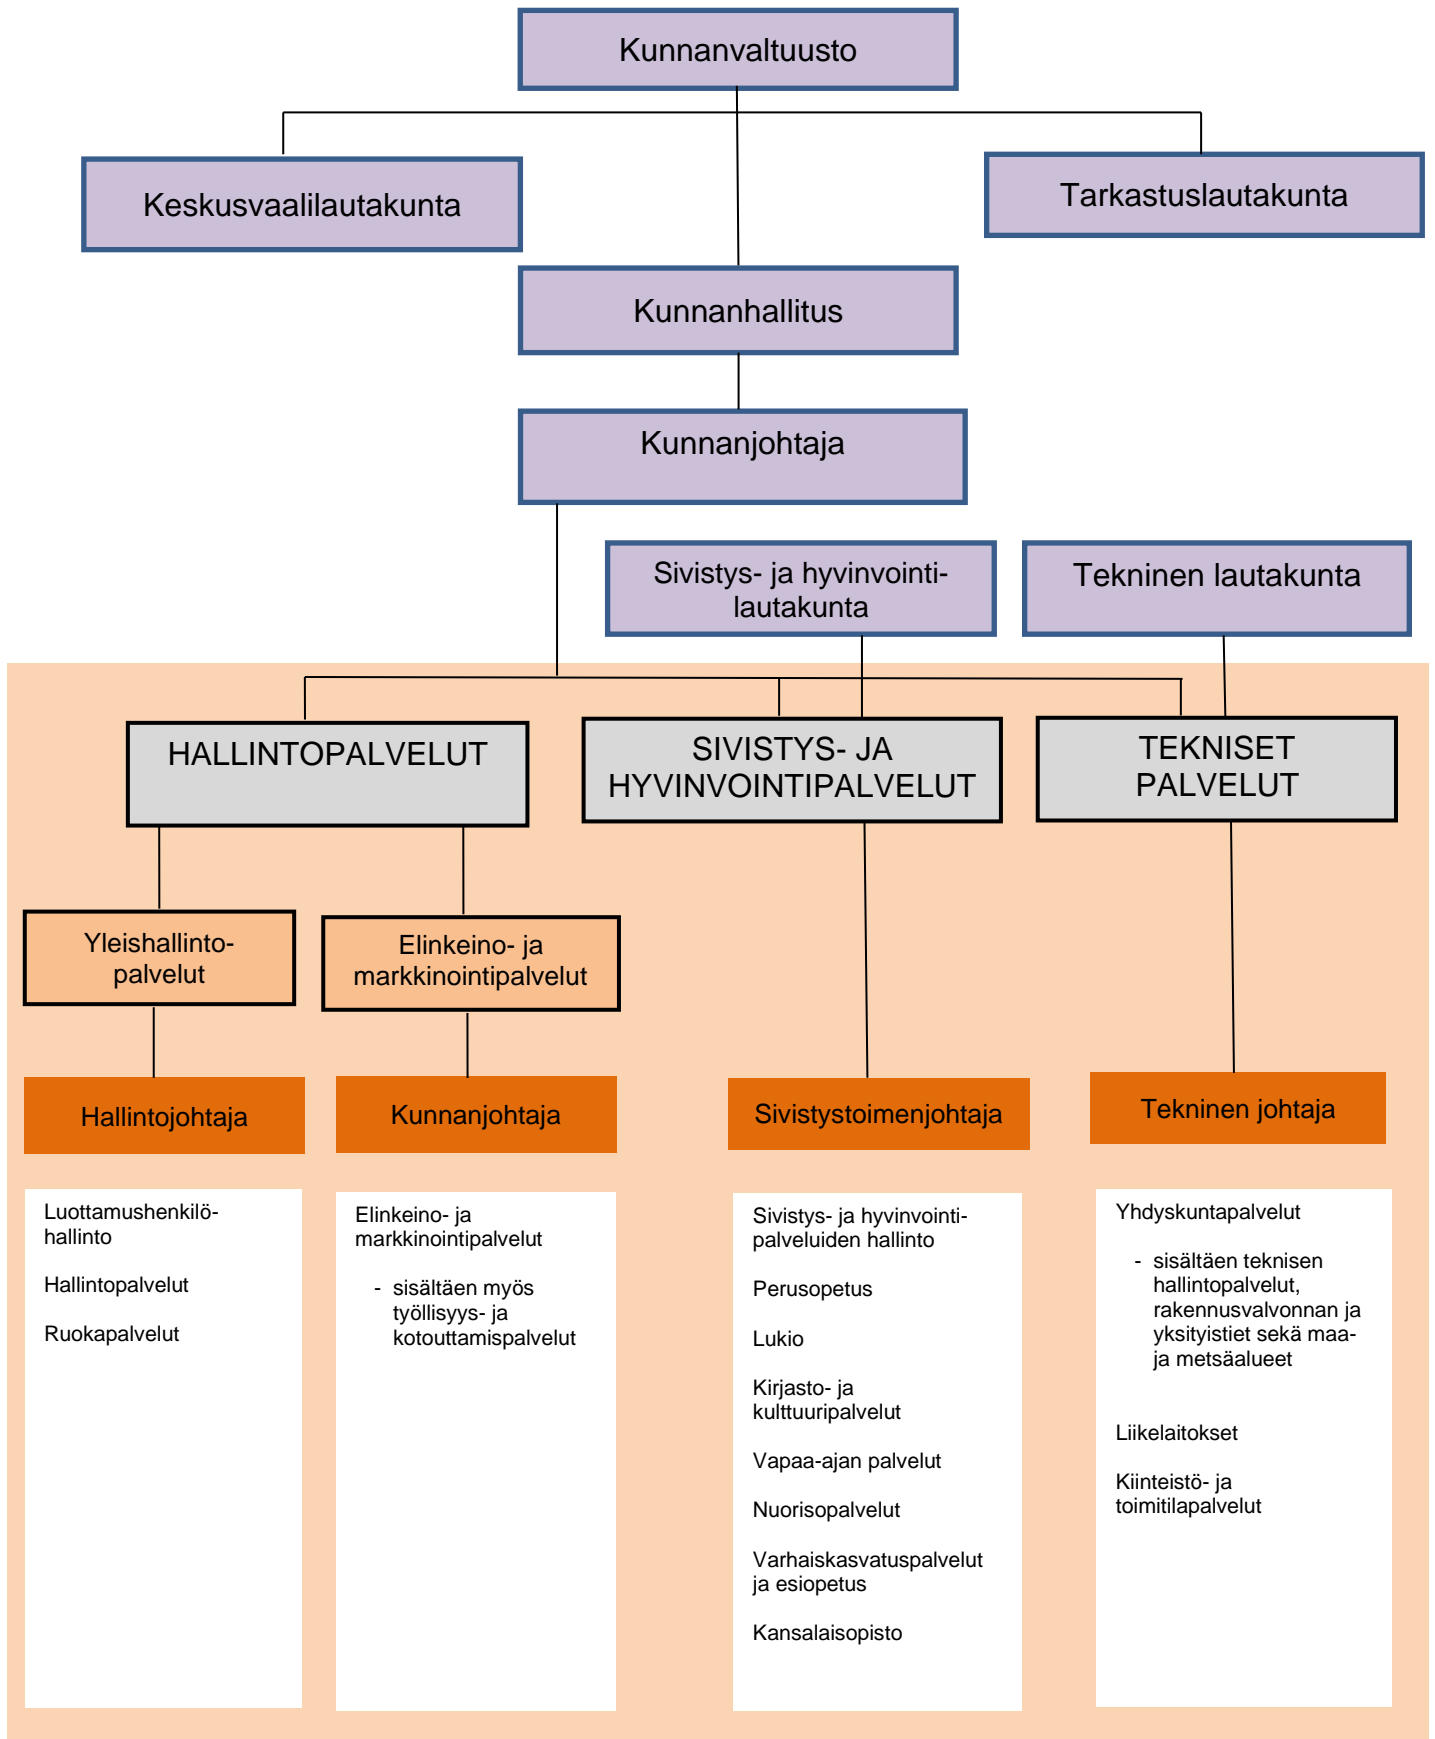 Kunnanvaltuusto
Keskusvaalilautakunta
Tarkastuslautakunta
Kunnanhallitus
Kunnanjohtaja
Sivistys- ja hyvinvointi-
lautakunta
Tekninen lautakunta
HALLINTOPALVELUT
SIVISTYS- JA
HYVINVOINTIPALVELUT
TEKNISET
PALVELUT
Yleishallinto-
palvelut
Elinkeino- ja
markkinointipalvelut
Hallintojohtaja
Kunnanjohtaja
Sivistystoimenjohtaja
Tekninen johtaja
Luottamushenkilö-
hallinto
Hallintopalvelut
Ruokapalvelut
Elinkeino- ja
markkinointipalvelut
- sisältäen myös
työllisyys- ja
kotouttamispalvelut
Sivistys- ja hyvinvointi-
palveluiden hallinto
Perusopetus
Lukio
Kirjasto- ja
kulttuuripalvelut
Vapaa-ajan palvelut
Nuorisopalvelut
Varhaiskasvatuspalvelut
ja esiopetus
Kansalaisopisto
Yhdyskuntapalvelut
- sisältäen teknisen
hallintopalvelut,
rakennusvalvonnan ja
yksityistiet sekä maa-
ja metsäalueet
Liikelaitokset
Kiinteistö- ja
toimitilapalvelut